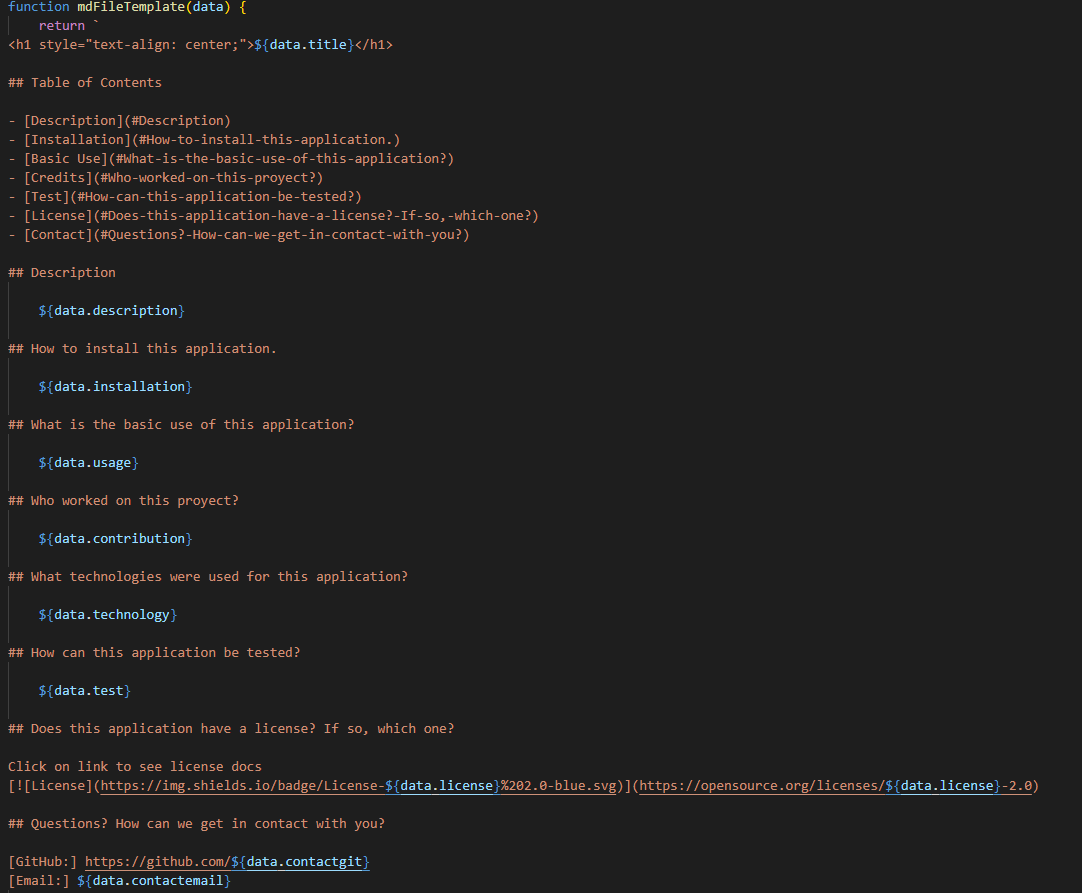 function mdFileTemplate(data) {
    return `
<h1 style="text-align: center;">${data.title}</h1>
## Table of Contents
- [Description](#Description)
- [Installation](#How-to-install-this-application.)
- [Basic Use](#What-is-the-basic-use-of-this-application?)
- [Credits](#Who-worked-on-this-proyect?)
- [Test](#How-can-this-application-be-tested?)
- [License](#Does-this-application-have-a-license?-If-so,-which-one?)
- [Contact](#Questions?-How-can-we-get-in-contact-with-you?)
## Description
    ${data.description}
## How to install this application.
    ${data.installation}
## What is the basic use of this application?
    ${data.usage}
## Who worked on this proyect?
    ${data.contribution}
## What technologies were used for this application?
    ${data.technology}
## How can this application be tested?
    ${data.test}
## Does this application have a license? If so, which one?
Click on link to see license docs
[![License](https://img.shields.io/badge/License-${data.license}%202.0-blue.svg)](https://opensource.org/licenses/${data.license}-2.0)
## Questions? How can we get in contact with you?
[GitHub:] https://github.com/${data.contactgit}
[Email:] ${data.contactemail}